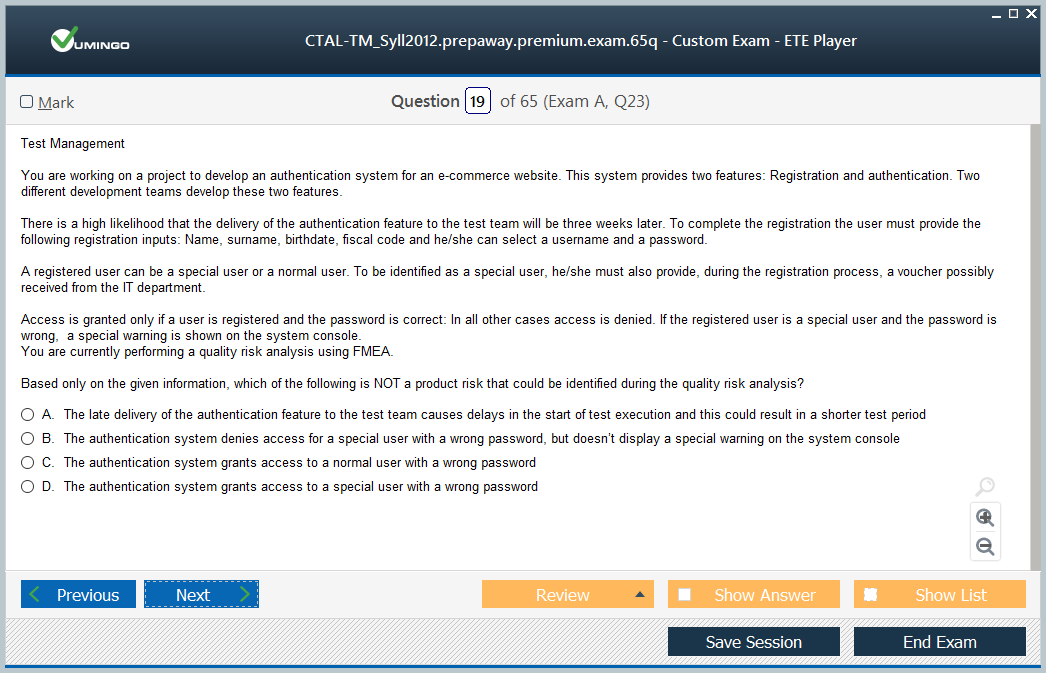 VUMINGO
CTAL-TM_Syll2012.prepaway.premium.exam.65q - Custom Exam - ETE Player
Mark
Question 19 of 65 (Exam A, Q23)
Test Management
You are working on a project to develop an authentication system for an e-commerce website. This system provides two features: Registration and authentication. Two
different development teams develop these two features.
There is a high likelihood that the delivery of the authentication feature to the test team will be three weeks later. To complete the registration the user must provide the
following registration inputs: Name, surname, birthdate, fiscal code and he/she can select a username and a password.
A registered user can be a special user or a normal user. To be identified as a special user, he/she must also provide, during the registration process, a voucher possibly
received from the IT department.
Access is granted only if a user is registered and the password is correct: In all other cases access is denied. If the registered user is a special user and the password is
wrong, a special warning is shown on the system console.
You are currently performing a quality risk analysis using FMEA.
Based only on the given information, which of the following is NOT a product risk that could be identified during the quality risk analysis?
A. The late delivery of the authentication feature to the test team causes delays in the start of test execution and this could result in a shorter test period
B. The authentication system denies access for a special user with a wrong password, but doesn't display a special warning on the system console
C. The authentication system grants access to a normal user with a wrong password
D. The authentication system grants access to a special user with a wrong password
Previous
Next
Review
Show Answer
Show List
Save Session
End Exam